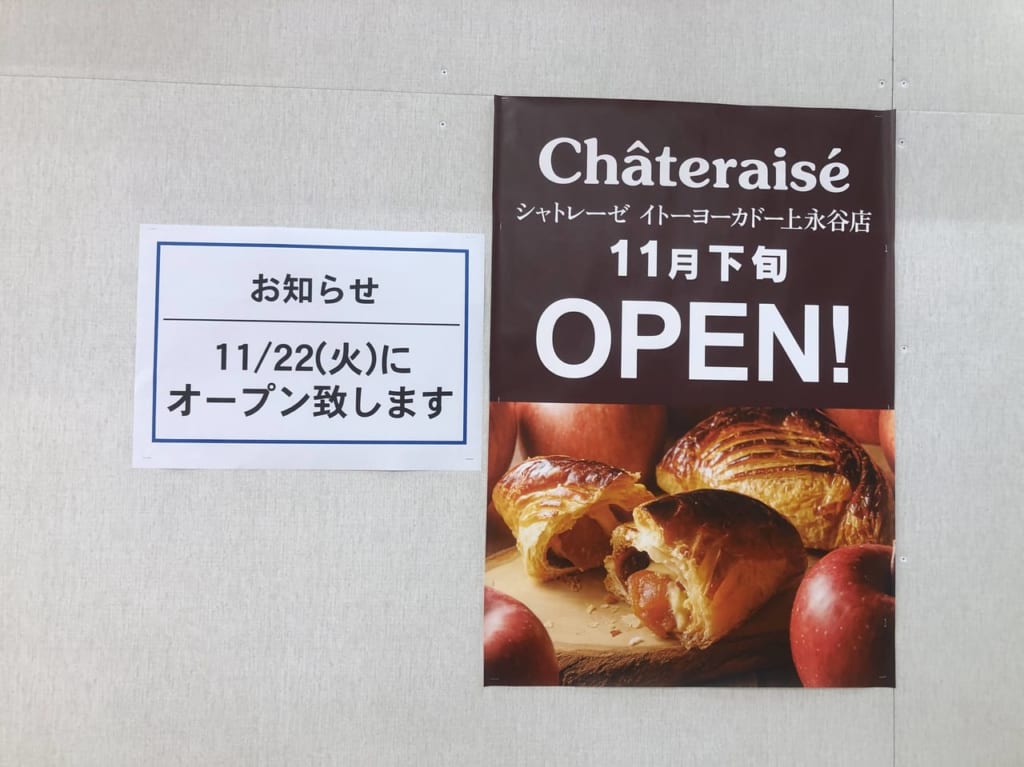 お知らせ
11/22(火)に
オープン致します
Châteraisé
シャトレーゼ イトーヨーカドー上永谷店
11月下旬
OPEN!